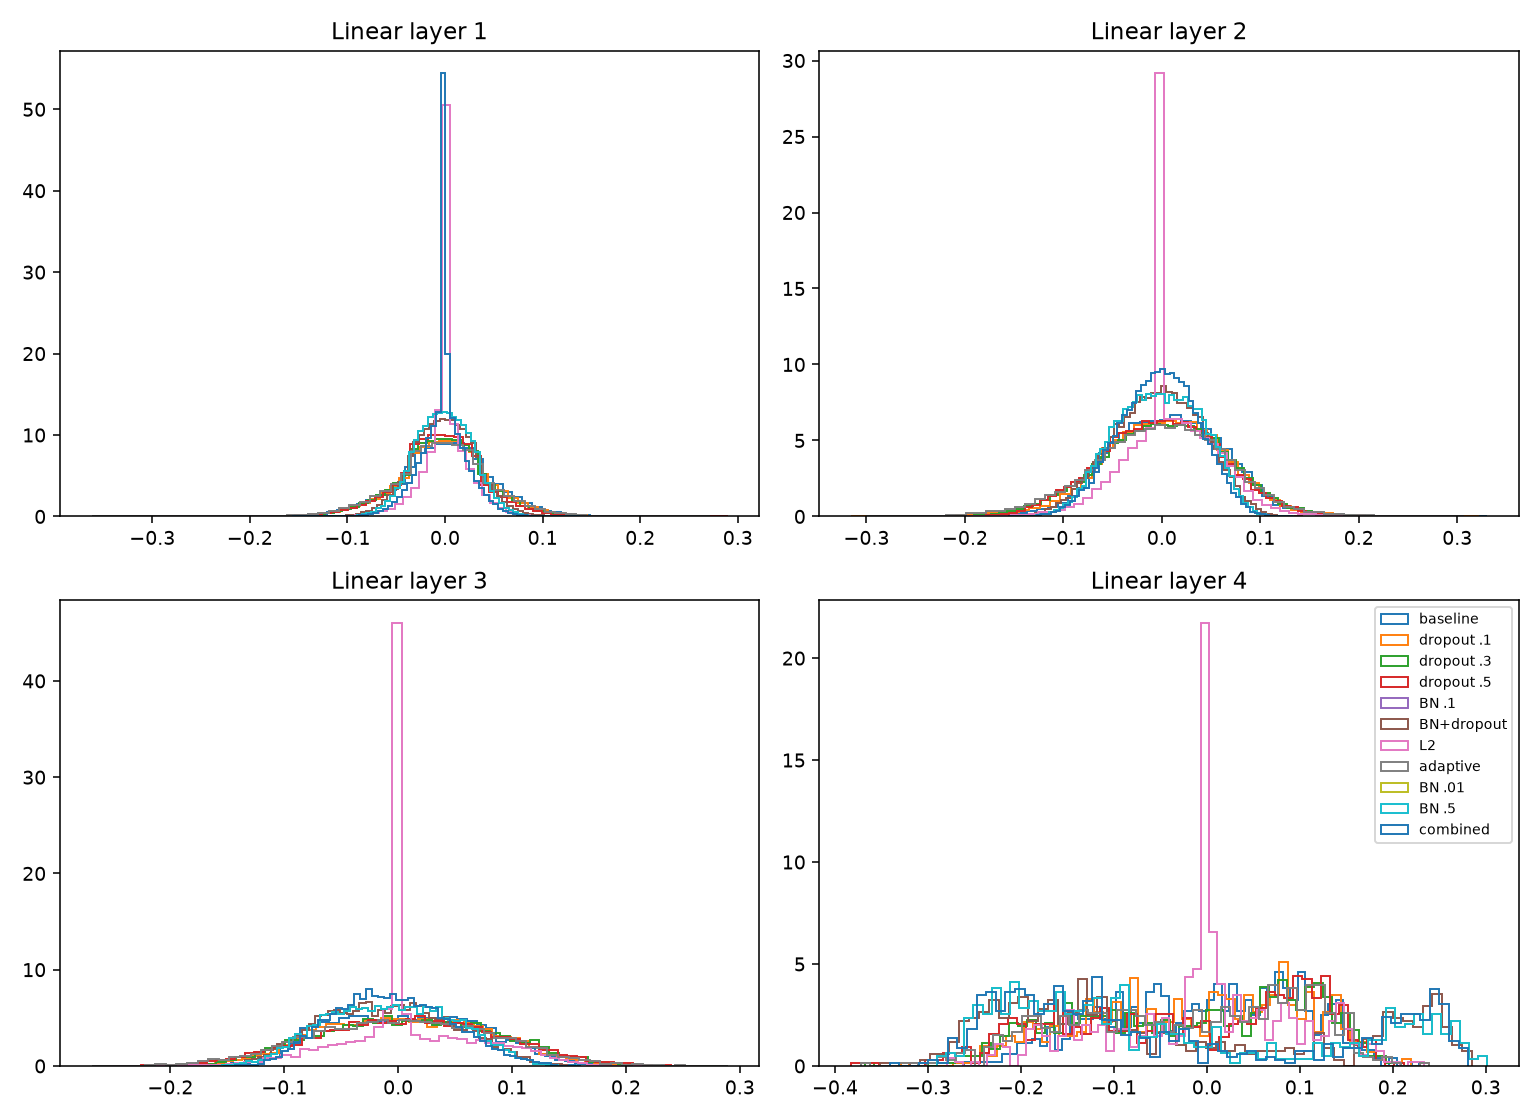 Linear layer 1
50
40
30
20
10
0
−0.3 −0.2 −0.1 0.0 0.1 0.2 0.3
Linear layer 2
30
25
20
15
10
5
0
−0.3 −0.2 −0.1 0.0 0.1 0.2 0.3
Linear layer 3
40
30
20
10
0
−0.2 −0.1 0.0 0.1 0.2 0.3
Linear layer 4
20
15
10
5
0
−0.4 −0.3 −0.2 −0.1 0.0 0.1 0.2 0.3
baseline
dropout .1
dropout .3
dropout .5
BN .1
BN+dropout
L2
adaptive
BN .01
BN .5
combined